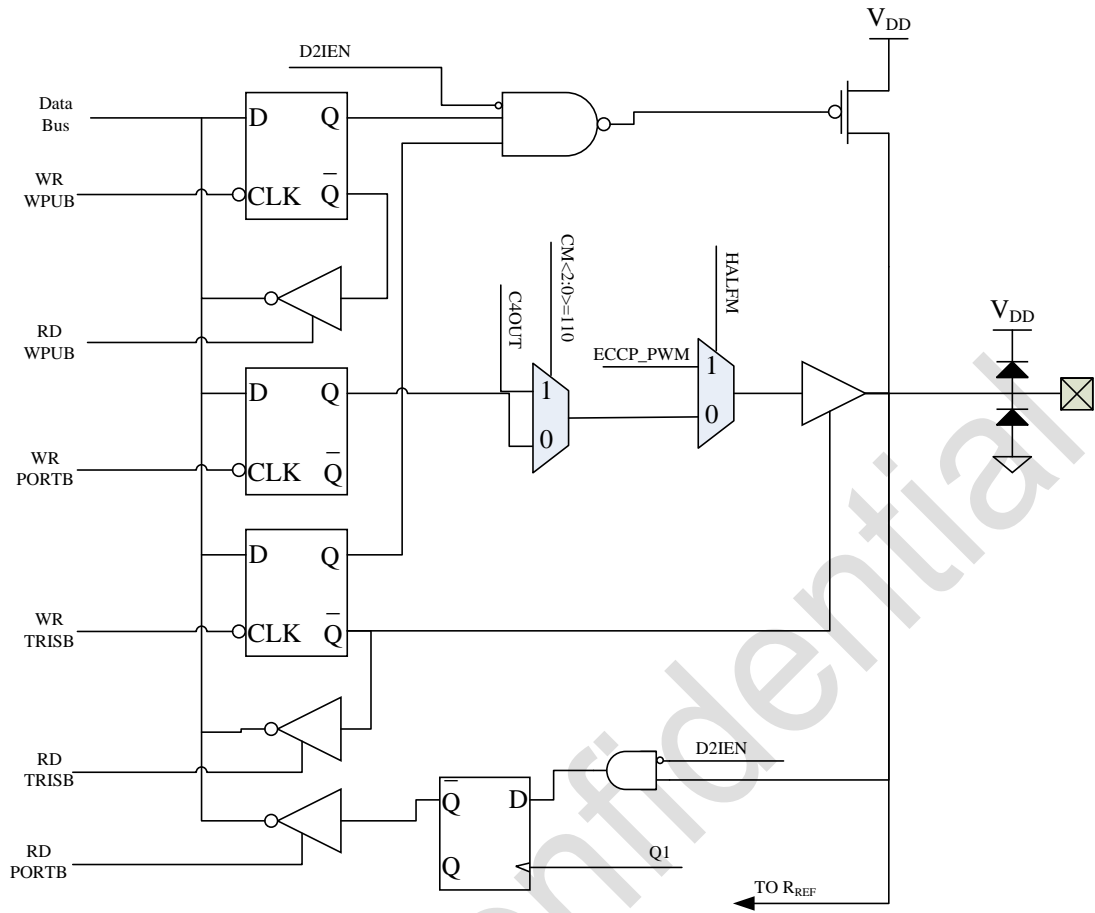 V_DD
D2IEN
Data
Bus
D
Q
WR
WPUB
CLK
Q̅
RD
WPUB
C4OUT
CM<2:0>=110
HALFM
V_DD
ECCP_PWM
1
0
1
0
D
Q
WR
PORTB
CLK
Q̅
D
Q
WR
TRISB
CLK
Q̅
RD
TRISB
D2IEN
Q̅
D
RD
PORTB
Q
Q1
TO R_REF
nfidential